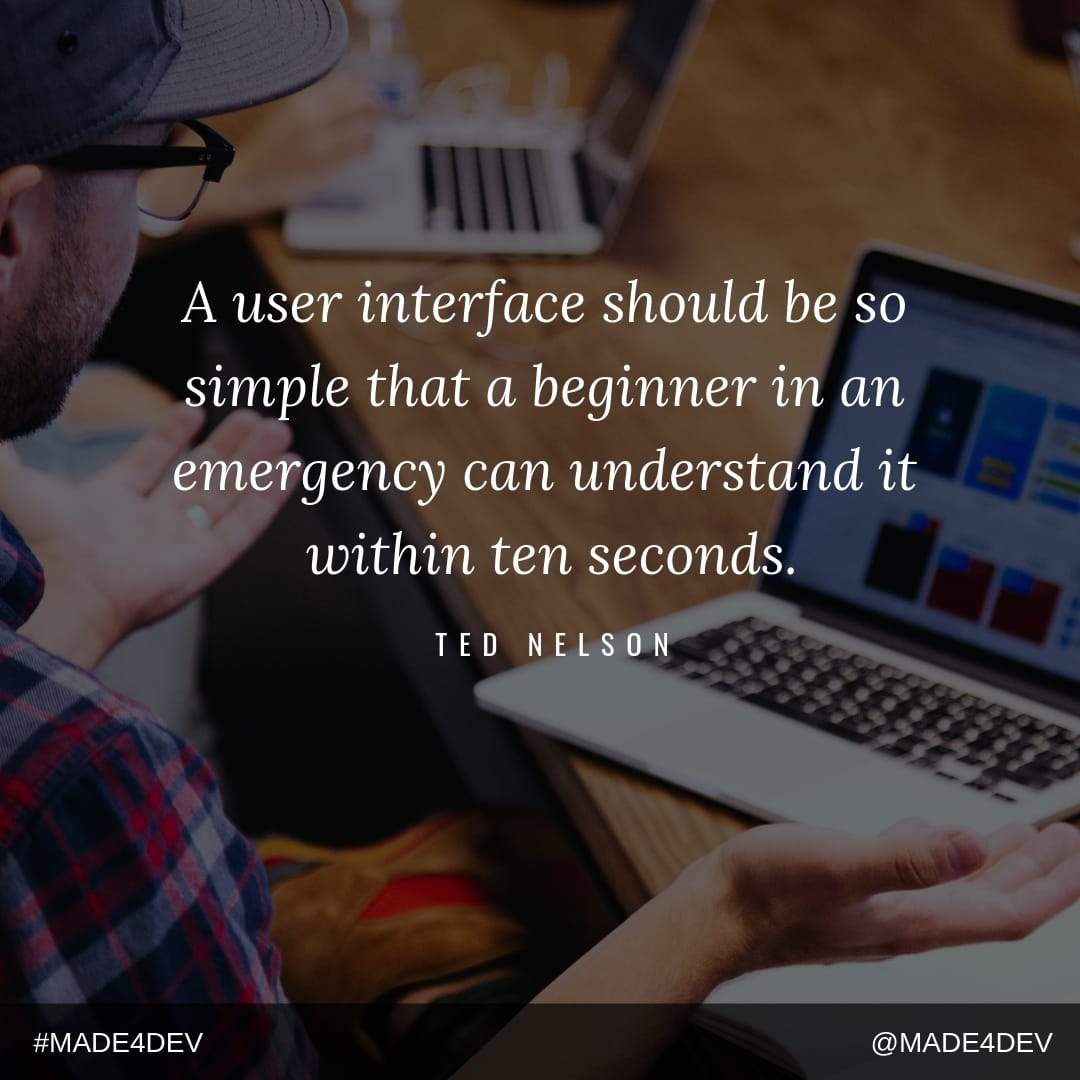 A user interface should be so
simple that a beginner in an
emergency can understand it
within ten seconds.
TED NELSON
#MADE4DEV
@MADE4DEV